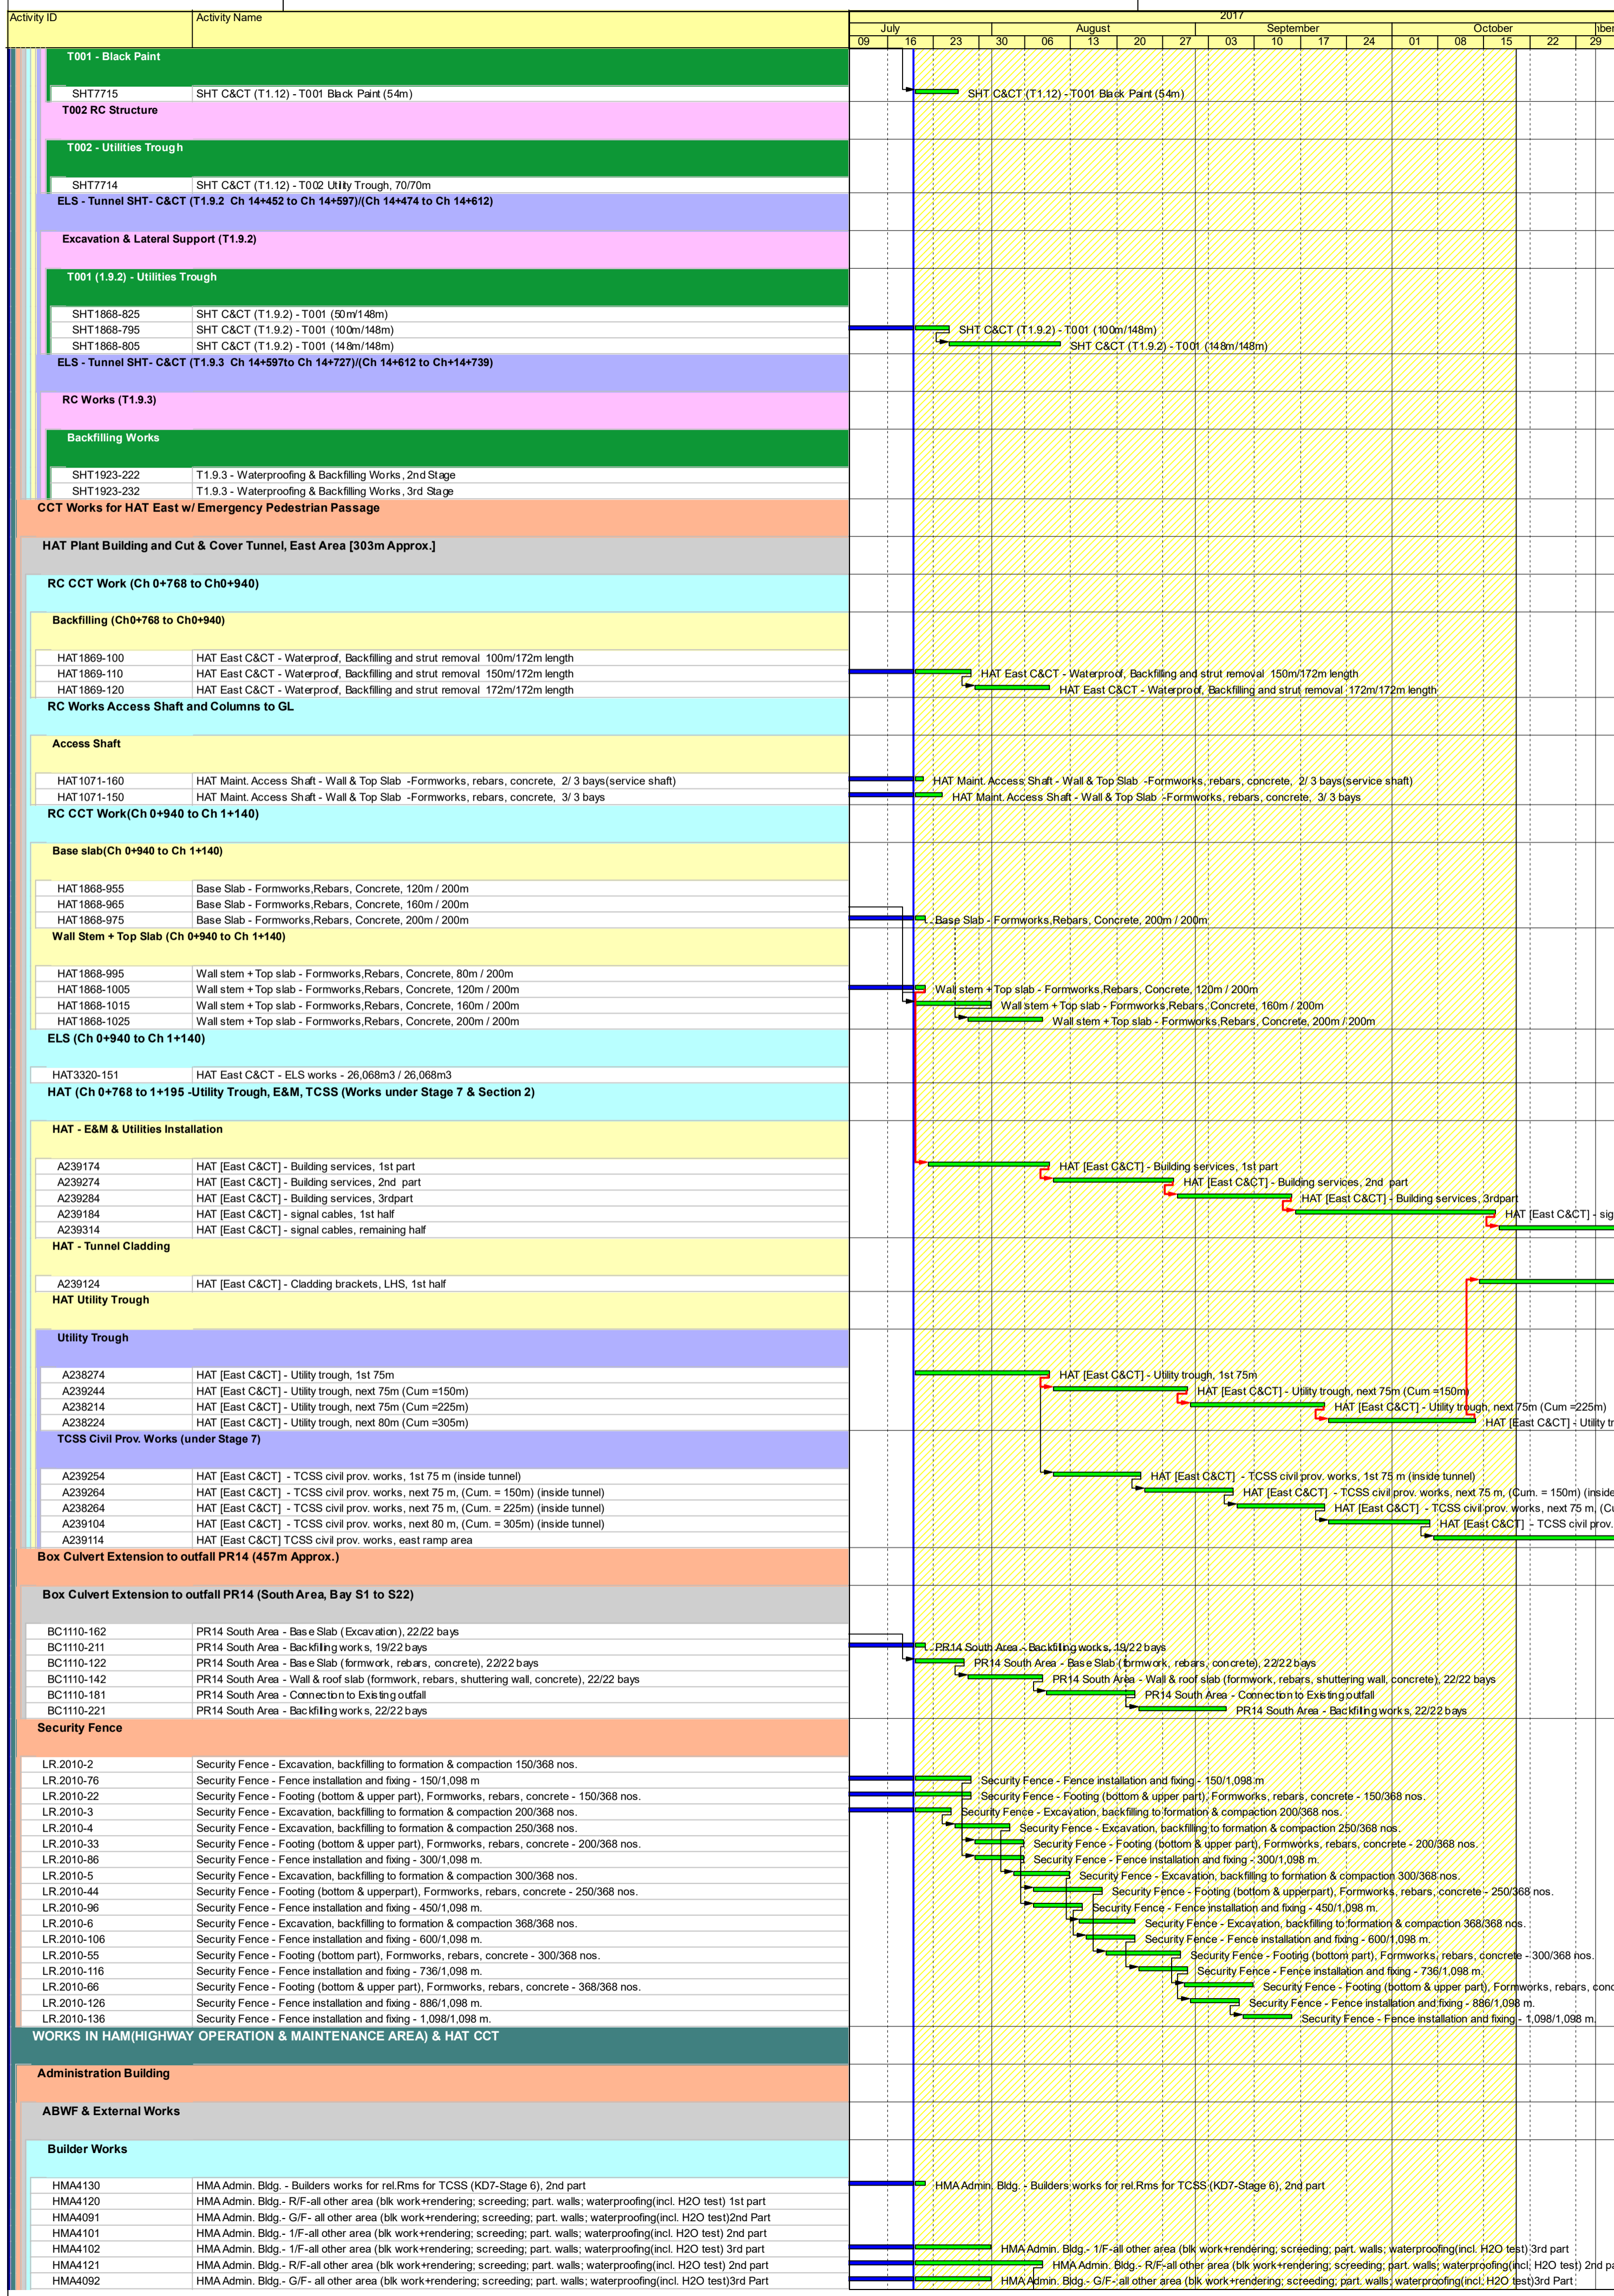 Activity ID Activity Name 2017
July August September October
09 16 23 30 06 13 20 27 03 10 17 24 01 08 15 22 29
T001 - Black Paint
SHT7715 SHT C&CT (T1.12) - T001 Black Paint (54m) SHT C&CT (T1.12) - T001 Black Paint (54m)
T002 RC Structure
T002 - Utilities Trough
SHT7714 SHT C&CT (T1.12) - T002 Utility Trough, 70/70m
ELS - Tunnel SHT- C&CT (T1.9.2 Ch 14+452 to Ch 14+597)/(Ch 14+474 to Ch 14+612)
Excavation & Lateral Support (T1.9.2)
T001 (1.9.2) - Utilities Trough
SHT1868-825 SHT C&CT (T1.9.2) - T001 (50m/148m)
SHT1868-795 SHT C&CT (T1.9.2) - T001 (100m/148m) SHT C&CT (T1.9.2) - T001 (100m/148m)
SHT1868-805 SHT C&CT (T1.9.2) - T001 (148m/148m) SHT C&CT (T1.9.2) - T001 (148m/148m)
ELS - Tunnel SHT- C&CT (T1.9.3 Ch 14+597to Ch 14+727)/(Ch 14+612 to Ch+14+739)
RC Works (T1.9.3)
Backfilling Works
SHT1923-222 T1.9.3 - Waterproofing & Backfilling Works, 2nd Stage
SHT1923-232 T1.9.3 - Waterproofing & Backfilling Works, 3rd Stage
CCT Works for HAT East w/ Emergency Pedestrian Passage
HAT Plant Building and Cut & Cover Tunnel, East Area [303m Approx.]
RC CCT Work (Ch 0+768 to Ch0+940)
Backfilling (Ch0+768 to Ch0+940)
HAT1869-100 HAT East C&CT - Waterproof, Backfilling and strut removal 100m/172m length
HAT1869-110 HAT East C&CT - Waterproof, Backfilling and strut removal 150m/172m length HAT East C&CT - Waterproof, Backfilling and strut removal 150m/172m length
HAT1869-120 HAT East C&CT - Waterproof, Backfilling and strut removal 172m/172m length HAT East C&CT - Waterproof, Backfilling and strut removal 172m/172m length
RC Works Access Shaft and Columns to GL
Access Shaft
HAT1071-160 HAT Maint. Access Shaft - Wall & Top Slab -Formworks, rebars, concrete, 2/ 3 bays(service shaft) HAT Maint. Access Shaft - Wall & Top Slab -Formworks, rebars, concrete, 2/ 3 bays(service shaft)
HAT1071-150 HAT Maint. Access Shaft - Wall & Top Slab -Formworks, rebars, concrete, 3/ 3 bays HAT Maint. Access Shaft - Wall & Top Slab -Formworks, rebars, concrete, 3/ 3 bays
RC CCT Work(Ch 0+940 to Ch 1+140)
Base slab(Ch 0+940 to Ch 1+140)
HAT1868-955 Base Slab - Formworks,Rebars, Concrete, 120m / 200m
HAT1868-965 Base Slab - Formworks,Rebars, Concrete, 160m / 200m
HAT1868-975 Base Slab - Formworks,Rebars, Concrete, 200m / 200m Base Slab - Formworks,Rebars, Concrete, 200m / 200m
Wall Stem + Top Slab (Ch 0+940 to Ch 1+140)
HAT1868-995 Wall stem + Top slab - Formworks,Rebars, Concrete, 80m / 200m
HAT1868-1005 Wall stem + Top slab - Formworks,Rebars, Concrete, 120m / 200m Wall stem + Top slab - Formworks,Rebars, Concrete, 120m / 200m
HAT1868-1015 Wall stem + Top slab - Formworks,Rebars, Concrete, 160m / 200m Wall stem + Top slab - Formworks,Rebars, Concrete, 160m / 200m
HAT1868-1025 Wall stem + Top slab - Formworks,Rebars, Concrete, 200m / 200m Wall stem + Top slab - Formworks,Rebars, Concrete, 200m / 200m
ELS (Ch 0+940 to Ch 1+140)
HAT3320-151 HAT East C&CT - ELS works - 26,068m3 / 26,068m3
HAT (Ch 0+768 to 1+195 -Utility Trough, E&M, TCSS (Works under Stage 7 & Section 2)
HAT - E&M & Utilities Installation
A239174 HAT [East C&CT] - Building services, 1st part HAT [East C&CT] - Building services, 1st part
A239274 HAT [East C&CT] - Building services, 2nd part HAT [East C&CT] - Building services, 2nd part
A239284 HAT [East C&CT] - Building services, 3rdpart HAT [East C&CT] - Building services, 3rdpart
A239184 HAT [East C&CT] - signal cables, 1st half HAT [East C&CT] - sig
A239314 HAT [East C&CT] - signal cables, remaining half
HAT - Tunnel Cladding
A239124 HAT [East C&CT] - Cladding brackets, LHS, 1st half
HAT Utility Trough
Utility Trough
A238274 HAT [East C&CT] - Utility trough, 1st 75m HAT [East C&CT] - Utility trough, 1st 75m
A239244 HAT [East C&CT] - Utility trough, next 75m (Cum =150m) HAT [East C&CT] - Utility trough, next 75m (Cum =150m)
A238214 HAT [East C&CT] - Utility trough, next 75m (Cum =225m) HAT [East C&CT] - Utility trough, next 75m (Cum =225m)
A238224 HAT [East C&CT] - Utility trough, next 80m (Cum =305m) HAT [East C&CT] - Utility tr
TCSS Civil Prov. Works (under Stage 7)
A239254 HAT [East C&CT] - TCSS civil prov. works, 1st 75 m (inside tunnel) HAT [East C&CT] - TCSS civil prov. works, 1st 75 m (inside tunnel)
A239264 HAT [East C&CT] - TCSS civil prov. works, next 75 m, (Cum. = 150m) (inside tunnel) HAT [East C&CT] - TCSS civil prov. works, next 75 m, (Cum. = 150m) (inside
A238264 HAT [East C&CT] - TCSS civil prov. works, next 75 m, (Cum. = 225m) (inside tunnel) HAT [East C&CT] - TCSS civil prov. works, next 75 m, (Cu
A239104 HAT [East C&CT] - TCSS civil prov. works, next 80 m, (Cum. = 305m) (inside tunnel) HAT [East C&CT] - TCSS civil prov.
A239114 HAT [East C&CT] TCSS civil prov. works, east ramp area
Box Culvert Extension to outfall PR14 (457m Approx.)
Box Culvert Extension to outfall PR14 (South Area, Bay S1 to S22)
BC1110-162 PR14 South Area - Base Slab (Excavation), 22/22 bays
BC1110-211 PR14 South Area - Backfilling works, 19/22 bays PR14 South Area - Backfilling works, 19/22 bays
BC1110-122 PR14 South Area - Base Slab (formwork, rebars, concrete), 22/22 bays PR14 South Area - Base Slab (formwork, rebars, concrete), 22/22 bays
BC1110-142 PR14 South Area - Wall & roof slab (formwork, rebars, shuttering wall, concrete), 22/22 bays PR14 South Area - Wall & roof slab (formwork, rebars, shuttering wall, concrete), 22/22 bays
BC1110-181 PR14 South Area - Connection to Existing outfall PR14 South Area - Connection to Existing outfall
BC1110-221 PR14 South Area - Backfilling works, 22/22 bays PR14 South Area - Backfilling works, 22/22 bays
Security Fence
LR.2010-2 Security Fence - Excavation, backfilling to formation & compaction 150/368 nos.
LR.2010-76 Security Fence - Fence installation and fixing - 150/1,098 m Security Fence - Fence installation and fixing - 150/1,098 m
LR.2010-22 Security Fence - Footing (bottom & upper part), Formworks, rebars, concrete - 150/368 nos. Security Fence - Footing (bottom & upper part), Formworks, rebars, concrete - 150/368 nos.
LR.2010-3 Security Fence - Excavation, backfilling to formation & compaction 200/368 nos. Security Fence - Excavation, backfilling to formation & compaction 200/368 nos.
LR.2010-4 Security Fence - Excavation, backfilling to formation & compaction 250/368 nos. Security Fence - Excavation, backfilling to formation & compaction 250/368 nos.
LR.2010-33 Security Fence - Footing (bottom & upper part), Formworks, rebars, concrete - 200/368 nos. Security Fence - Footing (bottom & upper part), Formworks, rebars, concrete - 200/368 nos.
LR.2010-86 Security Fence - Fence installation and fixing - 300/1,098 m. Security Fence - Fence installation and fixing - 300/1,098 m.
LR.2010-5 Security Fence - Excavation, backfilling to formation & compaction 300/368 nos. Security Fence - Excavation, backfilling to formation & compaction 300/368 nos.
LR.2010-44 Security Fence - Footing (bottom & upperpart), Formworks, rebars, concrete - 250/368 nos. Security Fence - Footing (bottom & upperpart), Formworks, rebars, concrete - 250/368 nos.
LR.2010-96 Security Fence - Fence installation and fixing - 450/1,098 m. Security Fence - Fence installation and fixing - 450/1,098 m.
LR.2010-6 Security Fence - Excavation, backfilling to formation & compaction 368/368 nos. Security Fence - Excavation, backfilling to formation & compaction 368/368 nos.
LR.2010-106 Security Fence - Fence installation and fixing - 600/1,098 m. Security Fence - Fence installation and fixing - 600/1,098 m.
LR.2010-55 Security Fence - Footing (bottom part), Formworks, rebars, concrete - 300/368 nos. Security Fence - Footing (bottom part), Formworks, rebars, concrete - 300/368 nos.
LR.2010-116 Security Fence - Fence installation and fixing - 736/1,098 m. Security Fence - Fence installation and fixing - 736/1,098 m.
LR.2010-66 Security Fence - Footing (bottom & upper part), Formworks, rebars, concrete - 368/368 nos. Security Fence - Footing (bottom & upper part), Formworks, rebars, conc
LR.2010-126 Security Fence - Fence installation and fixing - 886/1,098 m. Security Fence - Fence installation and fixing - 886/1,098 m.
LR.2010-136 Security Fence - Fence installation and fixing - 1,098/1,098 m. Security Fence - Fence installation and fixing - 1,098/1,098 m.
WORKS IN HAM(HIGHWAY OPERATION & MAINTENANCE AREA) & HAT CCT
Administration Building
ABWF & External Works
Builder Works
HMA4130 HMA Admin. Bldg. - Builders works for rel.Rms for TCSS (KD7-Stage 6), 2nd part HMA Admin. Bldg. - Builders works for rel.Rms for TCSS (KD7-Stage 6), 2nd part
HMA4120 HMA Admin. Bldg.- R/F-all other area (blk work+rendering; screeding; part. walls; waterproofing(incl. H2O test) 1st part
HMA4091 HMA Admin. Bldg.- G/F- all other area (blk work+rendering; screeding; part. walls; waterproofing(incl. H2O test)2nd Part
HMA4101 HMA Admin. Bldg.- 1/F-all other area (blk work+rendering; screeding; part. walls; waterproofing(incl. H2O test) 2nd part
HMA4102 HMA Admin. Bldg.- 1/F-all other area (blk work+rendering; screeding; part. walls; waterproofing(incl. H2O test) 3rd part HMA Admin. Bldg.- 1/F-all other area (blk work+rendering; screeding; part. walls; waterproofing(incl. H2O test) 3rd part
HMA4121 HMA Admin. Bldg.- R/F-all other area (blk work+rendering; screeding; part. walls; waterproofing(incl. H2O test) 2nd part HMA Admin. Bldg.- R/F-all other area (blk work+rendering; screeding; part. walls; waterproofing(incl. H2O test) 2nd pa
HMA4092 HMA Admin. Bldg.- G/F- all other area (blk work+rendering; screeding; part. walls; waterproofing(incl. H2O test)3rd Part HMA Admin. Bldg.- G/F- all other area (blk work+rendering; screeding; part. walls; waterproofing(incl. H2O test)3rd Part